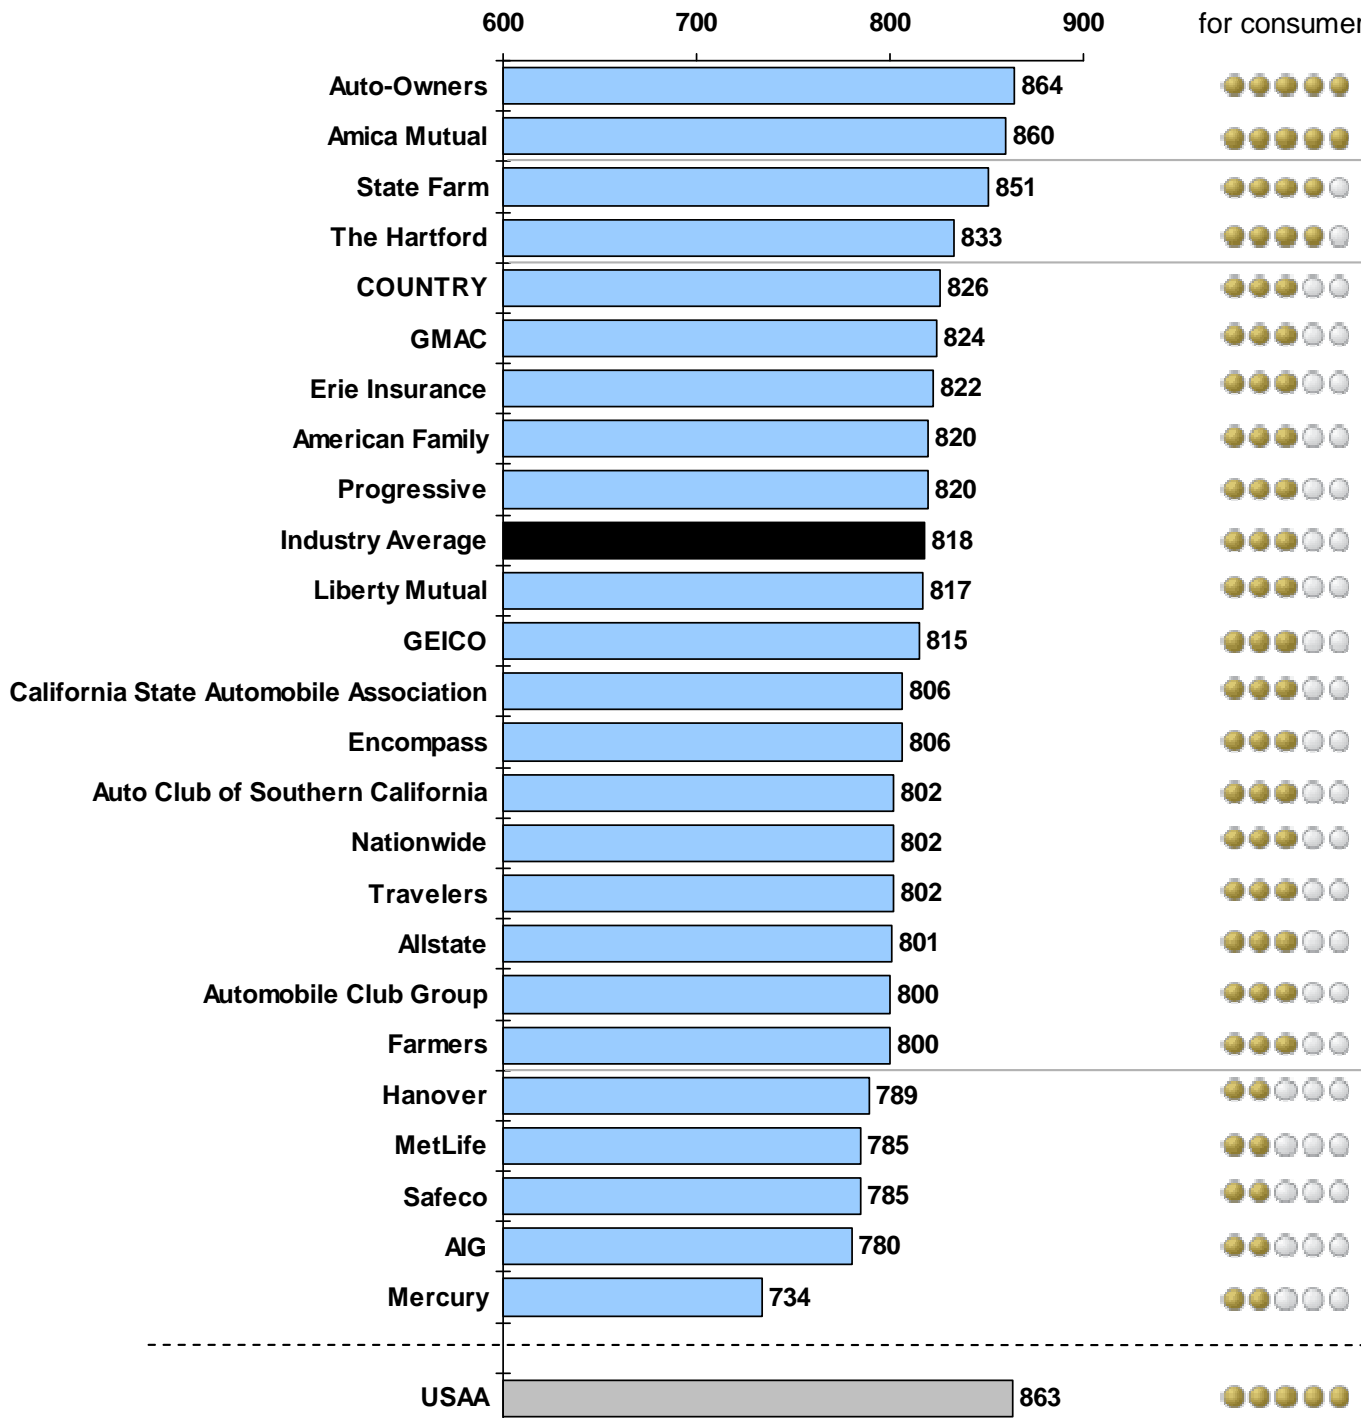 600 700 800 900 for consumer
Auto-Owners 864
Amica Mutual 860
State Farm 851
The Hartford 833
COUNTRY 826
GMAC 824
Erie Insurance 822
American Family 820
Progressive 820
Industry Average 818
Liberty Mutual 817
GEICO 815
California State Automobile Association 806
Encompass 806
Auto Club of Southern California 802
Nationwide 802
Travelers 802
Allstate 801
Automobile Club Group 800
Farmers 800
Hanover 789
MetLife 785
Safeco 785
AIG 780
Mercury 734
USAA 863